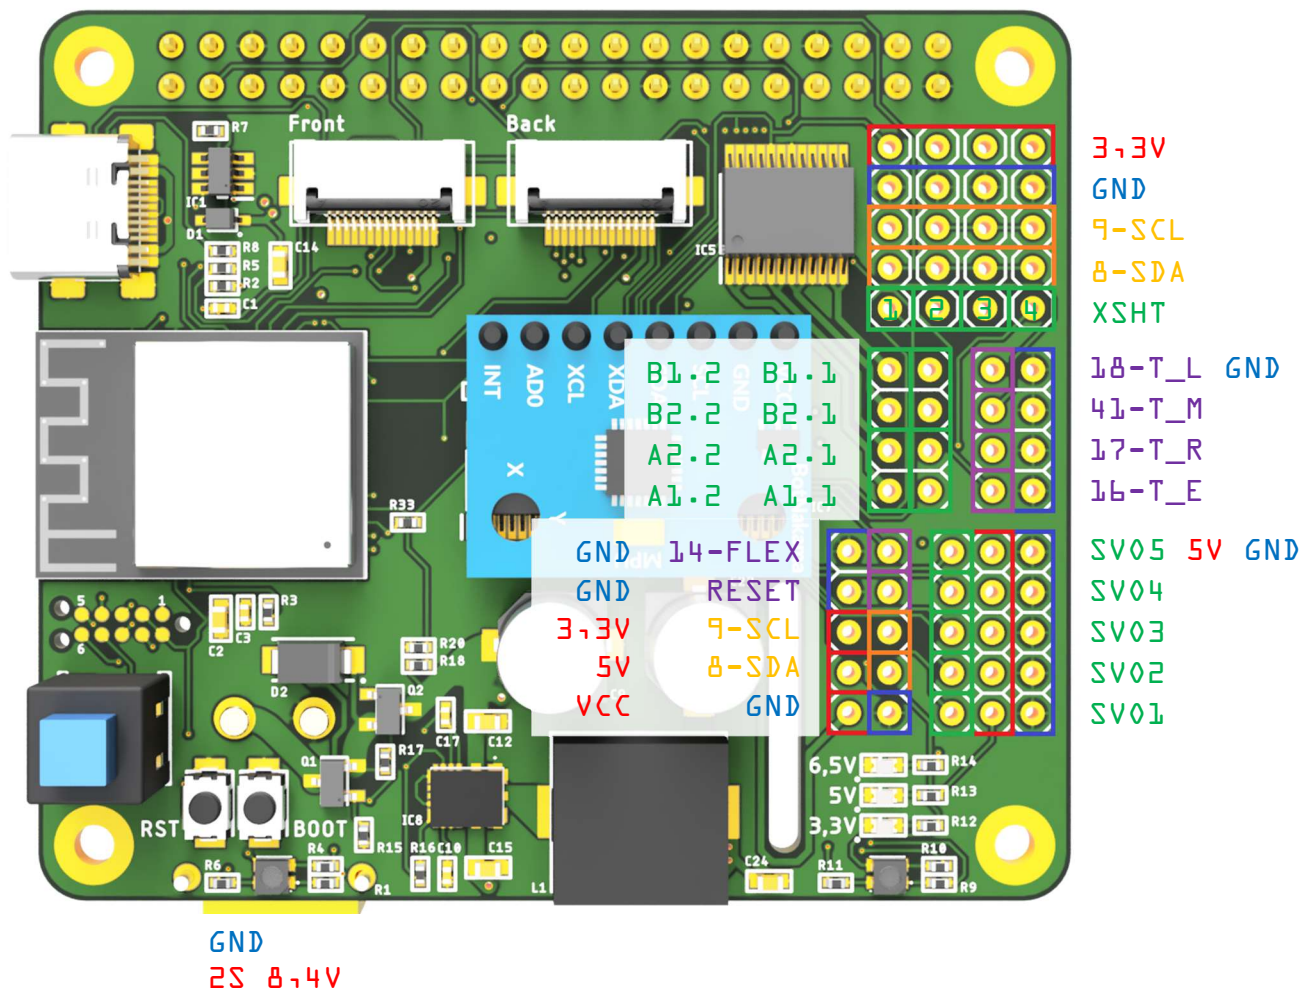 Front
Back
R7
IC1
D1
R8
R5
R2
C1
C14
IC5
3,3V
GND
9-SCL
8-SDA
1 2 3 4 XSHT
INT AD0 XCL XDA GND
X
Y
B1.2 B1.1
B2.2 B2.1
A2.2 A2.1
A1.2 A1.1
18-T_L GND
41-T_M
17-T_R
16-T_E
R33
GND 14-FLEX
GND RESET
3,3V 9-SCL
5V 8-SDA
VCC GND
SV05 5V GND
SV04
SV03
SV02
SV01
5 1
6
C2 C3 R3
D2
R20
R18
Q2
C17 C12
R17
Q1
IC8
RST BOOT
R15
R16 C10 C15
R6 R4
R1
L1
C24
6,5V R14
5V R13
3,3V R12
R11 R10
R9
GND
2S 8,4V